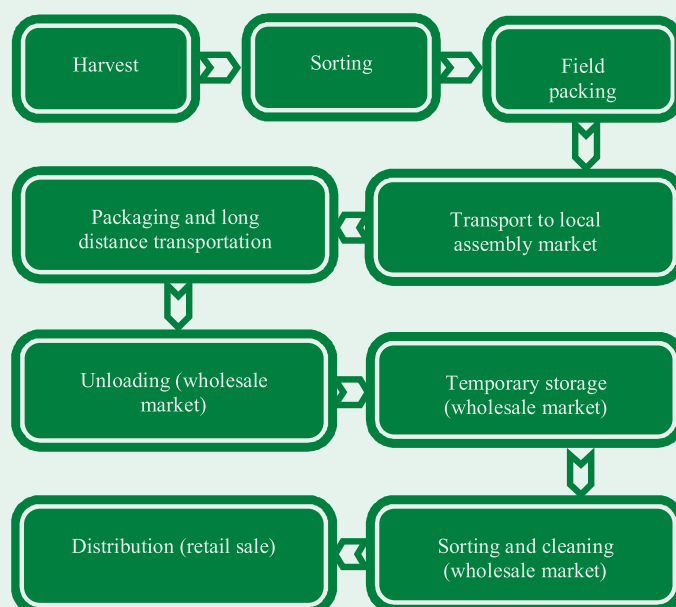 Harvest
Sorting
Field
packing
Transport to local
assembly market
Packaging and long
distance transportation
Unloading (wholesale
market)
Temporary storage
(wholesale market)
Sorting and cleaning
(wholesale market)
Distribution (retail sale)